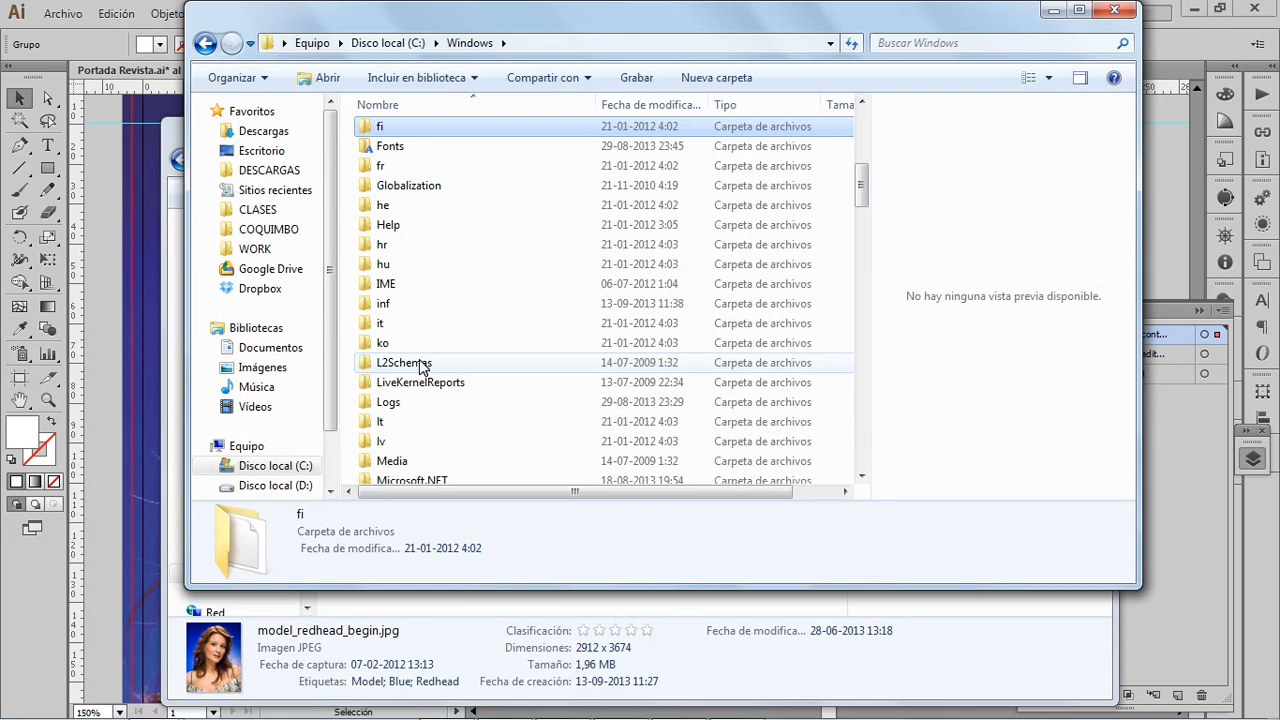 Ai Archivo Edición
Grupo
Portada Revista.ai* al
Equipo Disco local (C:) Windows
Buscar Windows
Organizar Abrir Incluir en biblioteca Compartir con Grabar Nueva carpeta
Favoritos
Descargas
Escritorio
DESCARGAS
Sitios recientes
CLASES
COQUIMBO
WORK
Google Drive
Dropbox
Bibliotecas
Documentos
Imágenes
Música
Vídeos
Equipo
Disco local (C:)
Disco local (D:)
Nombre Fecha de modifica... Tipo Tama
fi 21-01-2012 4:02 Carpeta de archivos
Fonts 29-08-2013 23:45 Carpeta de archivos
fr 21-01-2012 4:02 Carpeta de archivos
Globalization 21-11-2010 4:19 Carpeta de archivos
he 21-01-2012 4:02 Carpeta de archivos
Help 21-01-2012 3:05 Carpeta de archivos
hr 21-01-2012 4:03 Carpeta de archivos
hu 21-01-2012 4:03 Carpeta de archivos
IME 06-07-2012 1:04 Carpeta de archivos
inf 13-09-2013 11:38 Carpeta de archivos
it 21-01-2012 4:03 Carpeta de archivos
ko 21-01-2012 4:03 Carpeta de archivos
L2Schemas 14-07-2009 1:32 Carpeta de archivos
LiveKernelReports 13-07-2009 22:34 Carpeta de archivos
Logs 29-08-2013 23:29 Carpeta de archivos
lt 21-01-2012 4:03 Carpeta de archivos
lv 21-01-2012 4:03 Carpeta de archivos
Media 14-07-2009 1:32 Carpeta de archivos
Microsoft.NET 18-08-2013 19:54 Carpeta de archivos
No hay ninguna vista previa disponible.
cont...
edit...
fi
Carpeta de archivos
Fecha de modifica... 21-01-2012 4:02
Red
model_redhead_begin.jpg Clasificación: Fecha de modifica... 28-06-2013 13:18
Imagen JPEG Dimensiones: 2912 x 3674
Fecha de captura: 07-02-2012 13:13 Tamaño: 1,96 MB
Etiquetas: Model; Blue; Redhead Fecha de creación: 13-09-2013 11:27
150% 1 Selección